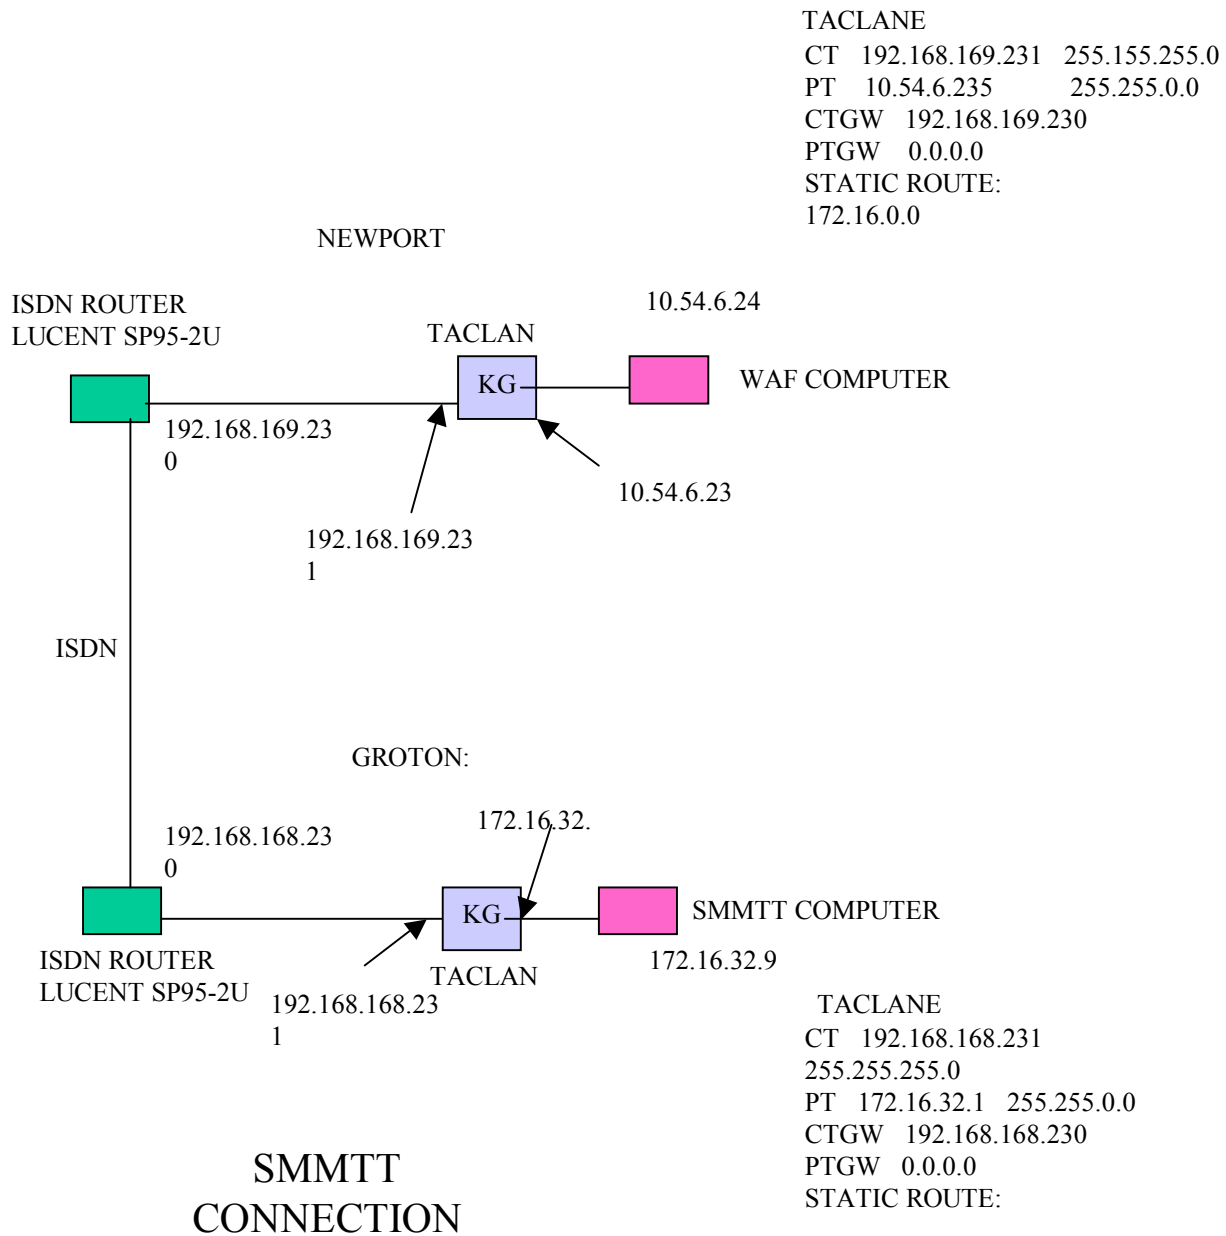 TACLANE
CT 192.168.169.231 255.155.255.0
PT 10.54.6.235 255.255.0.0
CTGW 192.168.169.230
PTGW 0.0.0.0
STATIC ROUTE:
172.16.0.0
NEWPORT
ISDN ROUTER
LUCENT SP95-2U
10.54.6.24
TACLAN
KG
WAF COMPUTER
192.168.169.23
0
10.54.6.23
192.168.169.23
1
ISDN
GROTON:
172.16.32.
192.168.168.23
0
KG
SMMTT COMPUTER
ISDN ROUTER
LUCENT SP95-2U
TACLAN
172.16.32.9
192.168.168.23
1
TACLANE
CT 192.168.168.231
255.255.255.0
PT 172.16.32.1 255.255.0.0
CTGW 192.168.168.230
PTGW 0.0.0.0
STATIC ROUTE:
SMMTT
CONNECTION